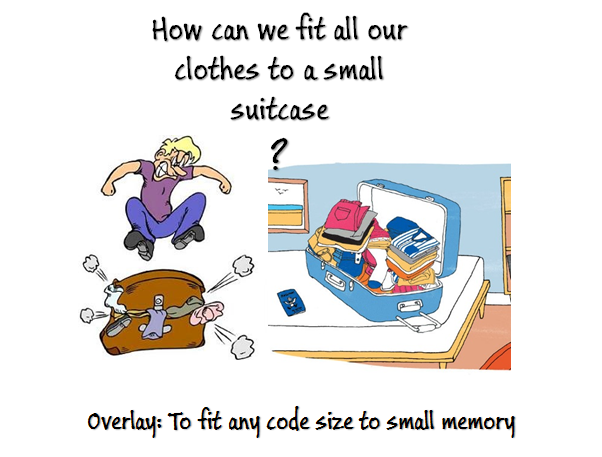 How can we fit all our
clothes to a small
suitcase
?
Overlay: To fit any code size to small memory